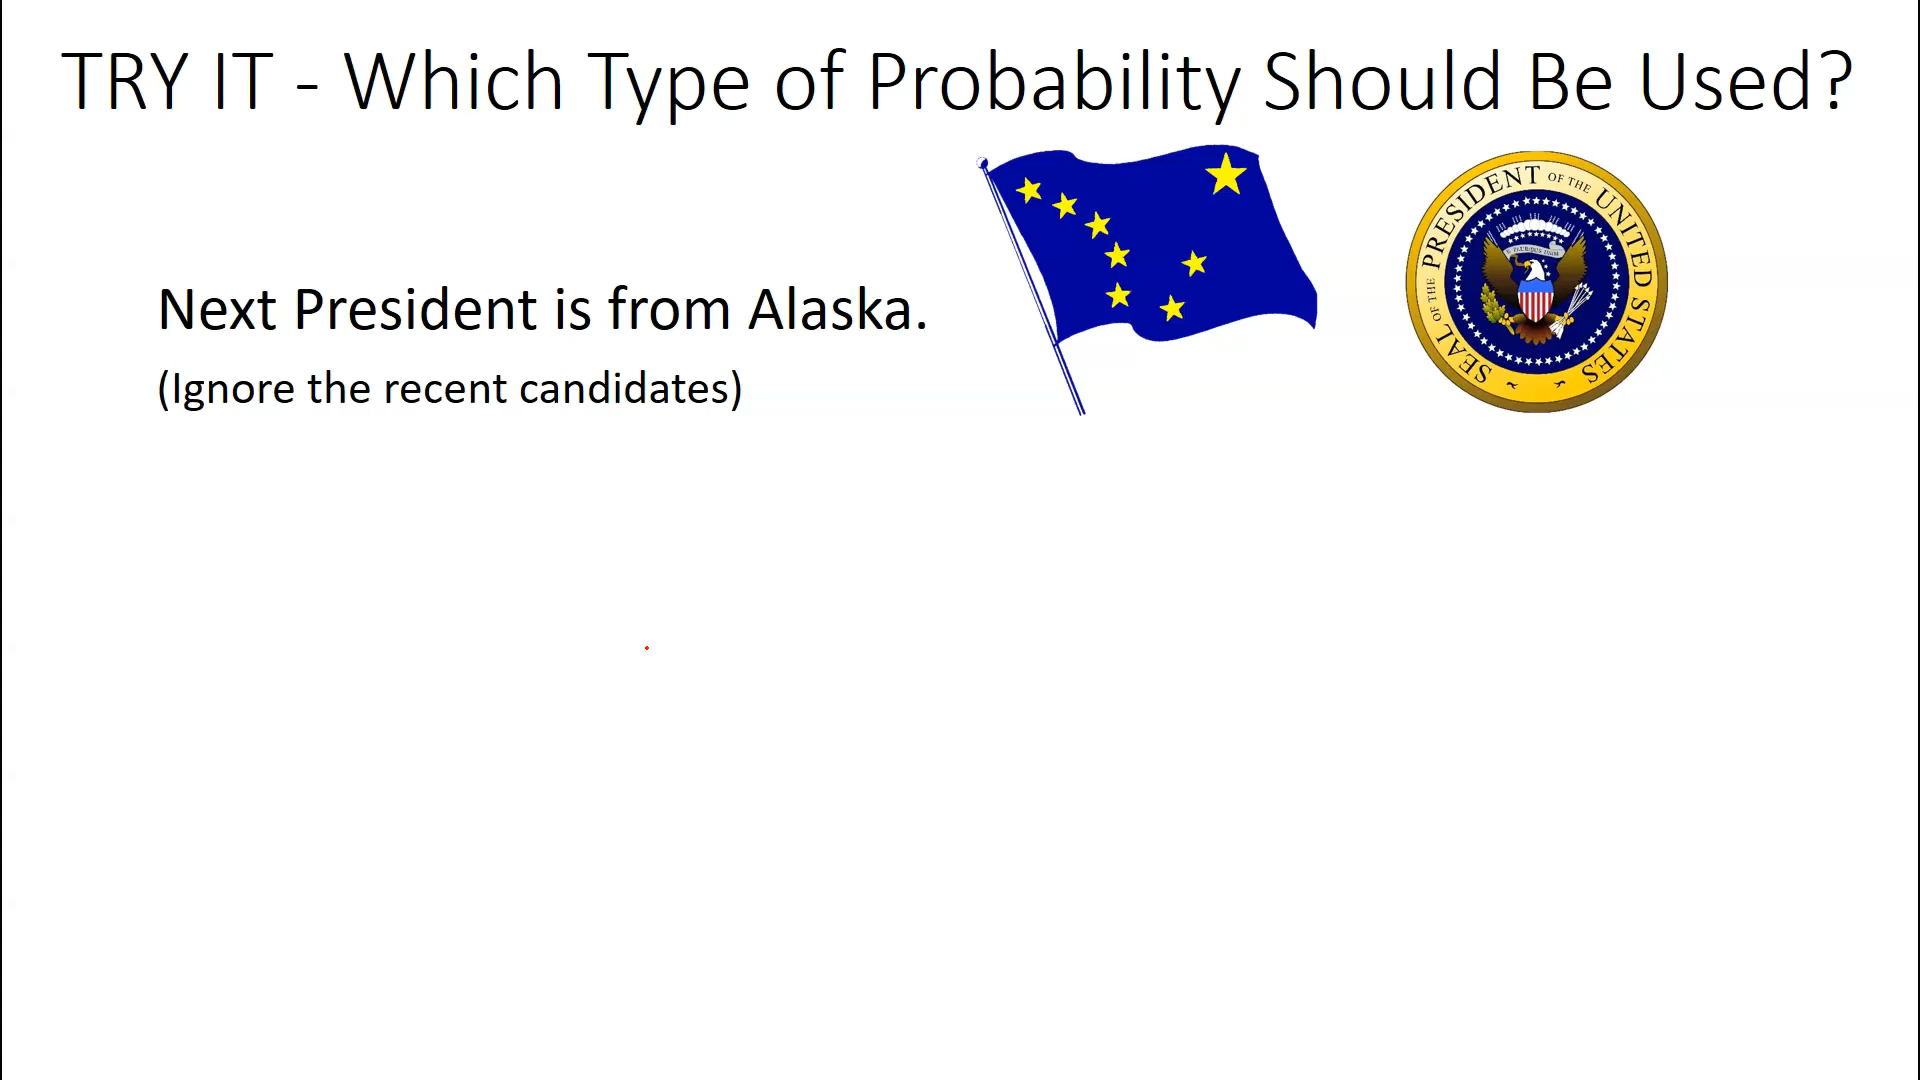 TRY IT - Which Type of Probability Should Be Used?
Next President is from Alaska.
(Ignore the recent candidates)
SEAL OF THE PRESIDENT OF THE UNITED STATES